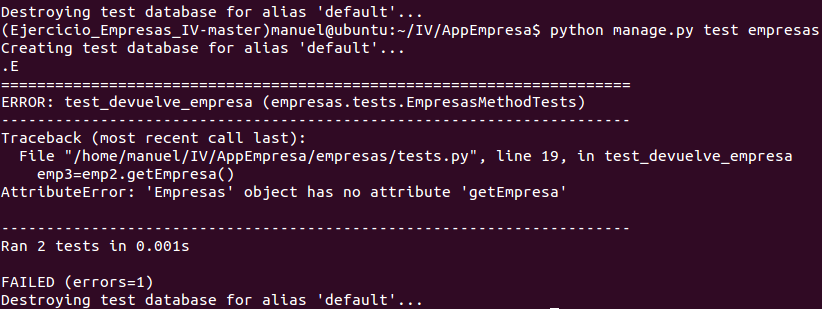 Destroying test database for alias 'default'...
(Ejercicio_Empresas_IV-master)manuel@ubuntu:~/IV/AppEmpresa$ python manage.py test empresas
Creating test database for alias 'default'...
.E
======================================================================
ERROR: test_devuelve_empresa (empresas.tests.EmpresasMethodTests)
----------------------------------------------------------------------
Traceback (most recent call last):
  File "/home/manuel/IV/AppEmpresa/empresas/tests.py", line 19, in test_devuelve_empresa
    emp3=emp2.getEmpresa()
AttributeError: 'Empresas' object has no attribute 'getEmpresa'

----------------------------------------------------------------------
Ran 2 tests in 0.001s

FAILED (errors=1)
Destroying test database for alias 'default'...